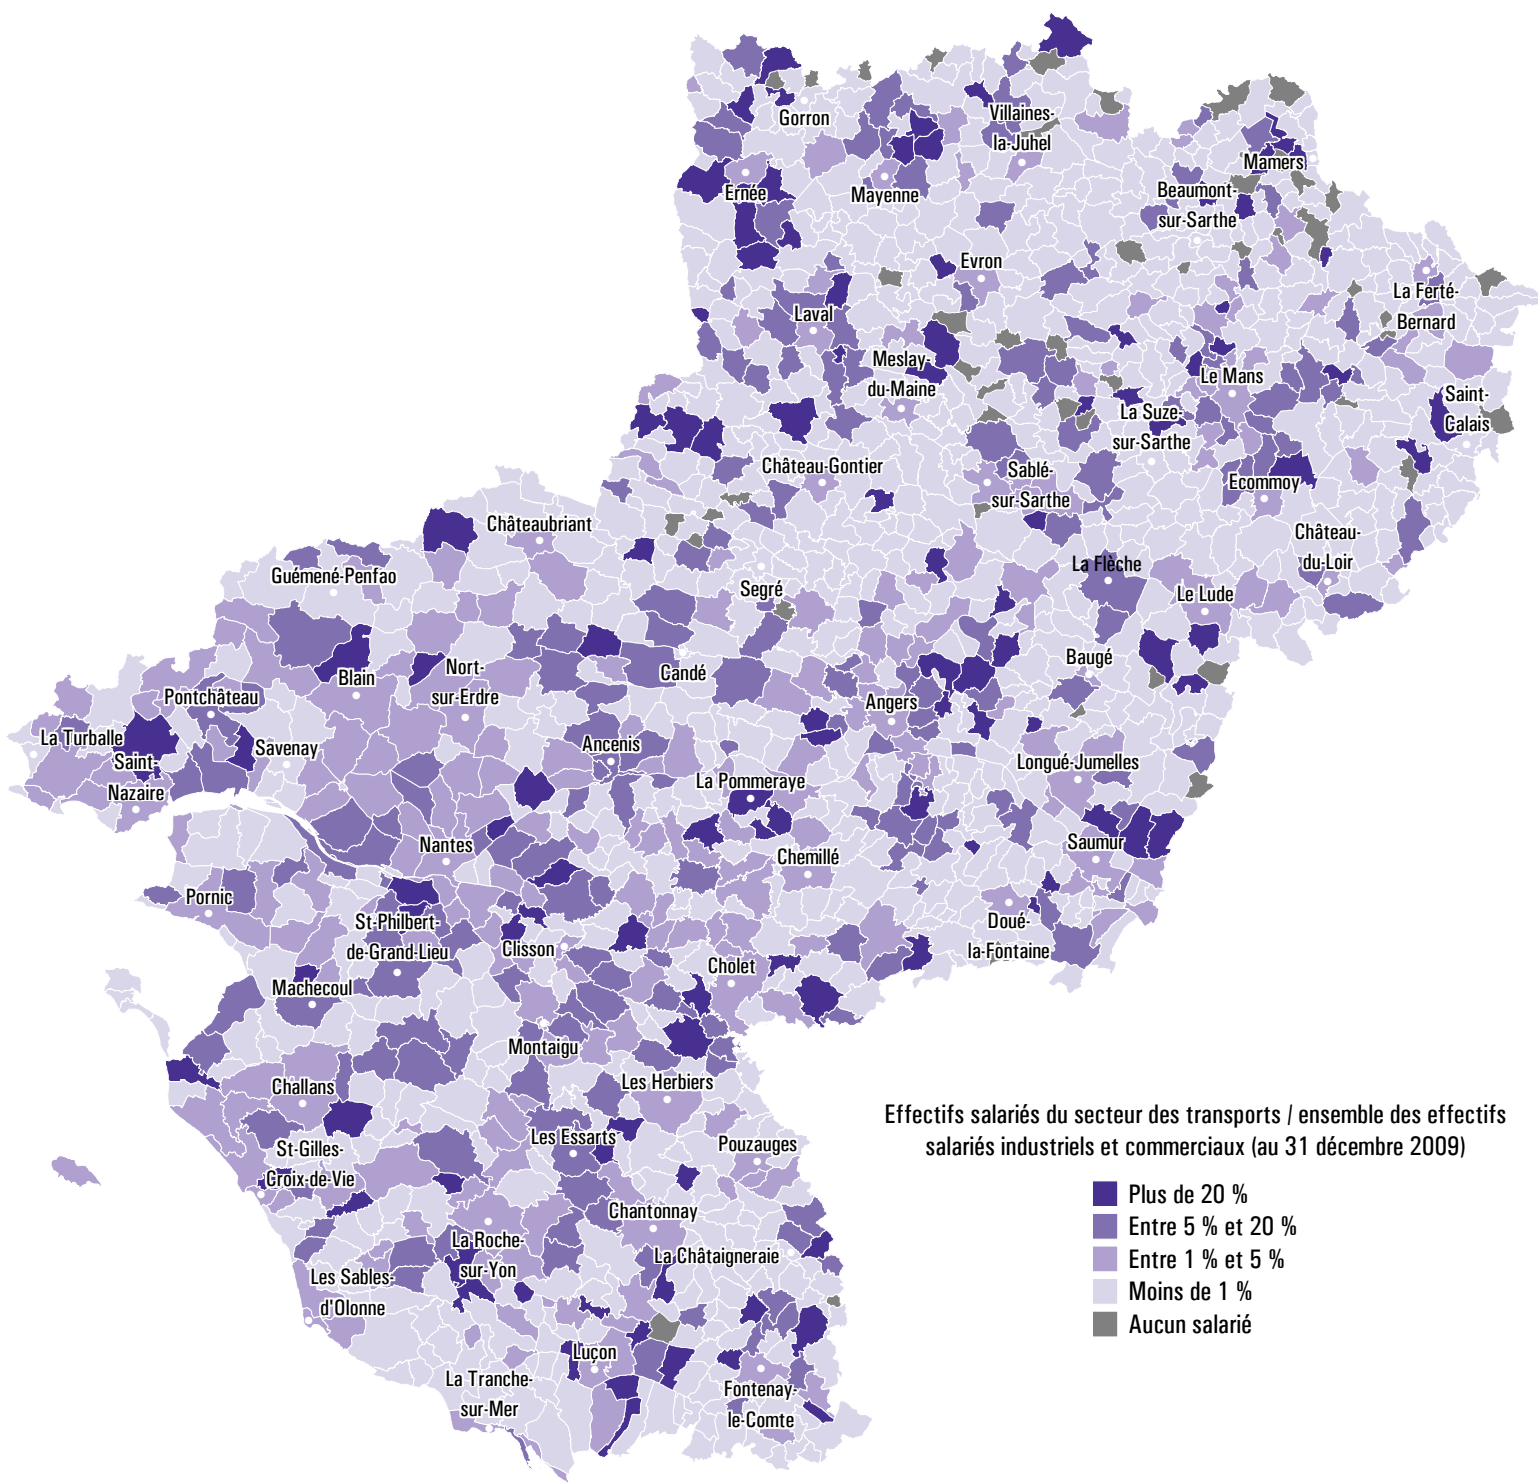 Gorron
Villaines-
la-Juhel
Mamers
Ernée
Mayenne
Beaumont-
sur-Sarthe
Evron
La Ferté-
Bernard
Laval
Meslay-
du-Maine
Le Mans
Saint-
Calais
La Suze-
sur-Sarthe
Château-Gontier
Sablé-
sur-Sarthe
Ecommoy
Châteaubriant
Château-
du-Loir
Guémené-Penfao
La Flèche
Segré
Le Lude
Nort-
sur-Erdre
Blain
Candé
Baugé
Pontchâteau
Angers
La Turballe
Savenay
Ancenis
Saint-
Nazaire
Longué-Jumelles
La Pommeraye
Nantes
Saumur
Chemillé
Pornic
St-Philbert-
de-Grand-Lieu
Clisson
Doué-
la-Fontaine
Cholet
Machecoul
Montaigu
Challans
Les Herbiers
Les Essarts
Pouzauges
St-Gilles-
Croix-de-Vie
Chantonnay
La Roche-
sur-Yon
La Châtaigneraie
Les Sables-
d'Olonne
Luçon
La Tranche-
sur-Mer
Fontenay-
le-Comte
Effectifs salariés du secteur des transports / ensemble des effectifs
salariés industriels et commerciaux (au 31 décembre 2009)
Plus de 20 %
Entre 5 % et 20 %
Entre 1 % et 5 %
Moins de 1 %
Aucun salarié